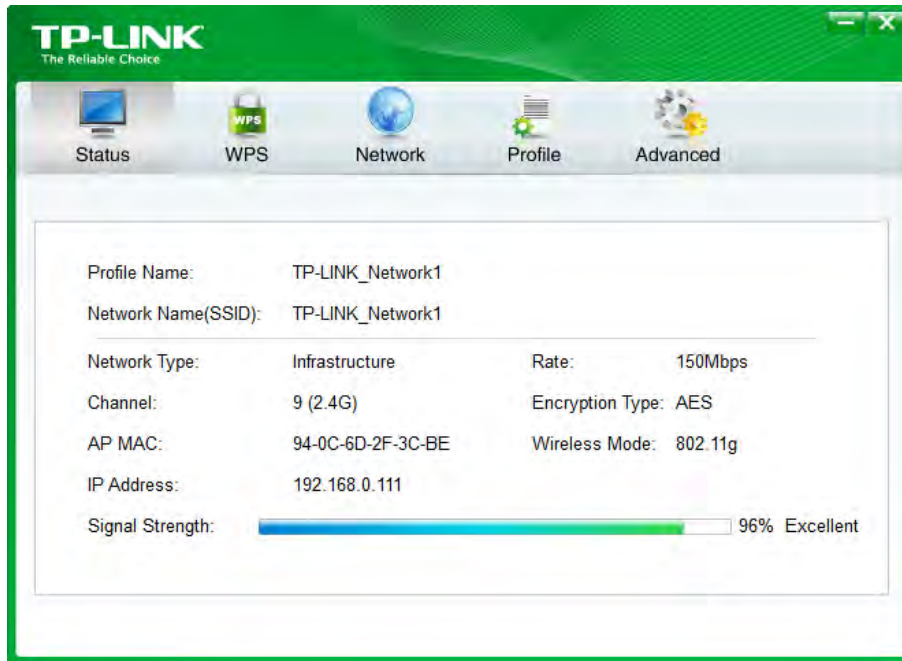 TP-LINK
The Reliable Choice
WPS
Status WPS Network Profile Advanced
Profile Name: TP-LINK_Network1
Network Name(SSID): TP-LINK_Network1
Network Type: Infrastructure Rate: 150Mbps
Channel: 9 (2.4G) Encryption Type: AES
AP MAC: 94-0C-6D-2F-3C-BE Wireless Mode: 802.11g
IP Address: 192.168.0.111
Signal Strength: 96% Excellent